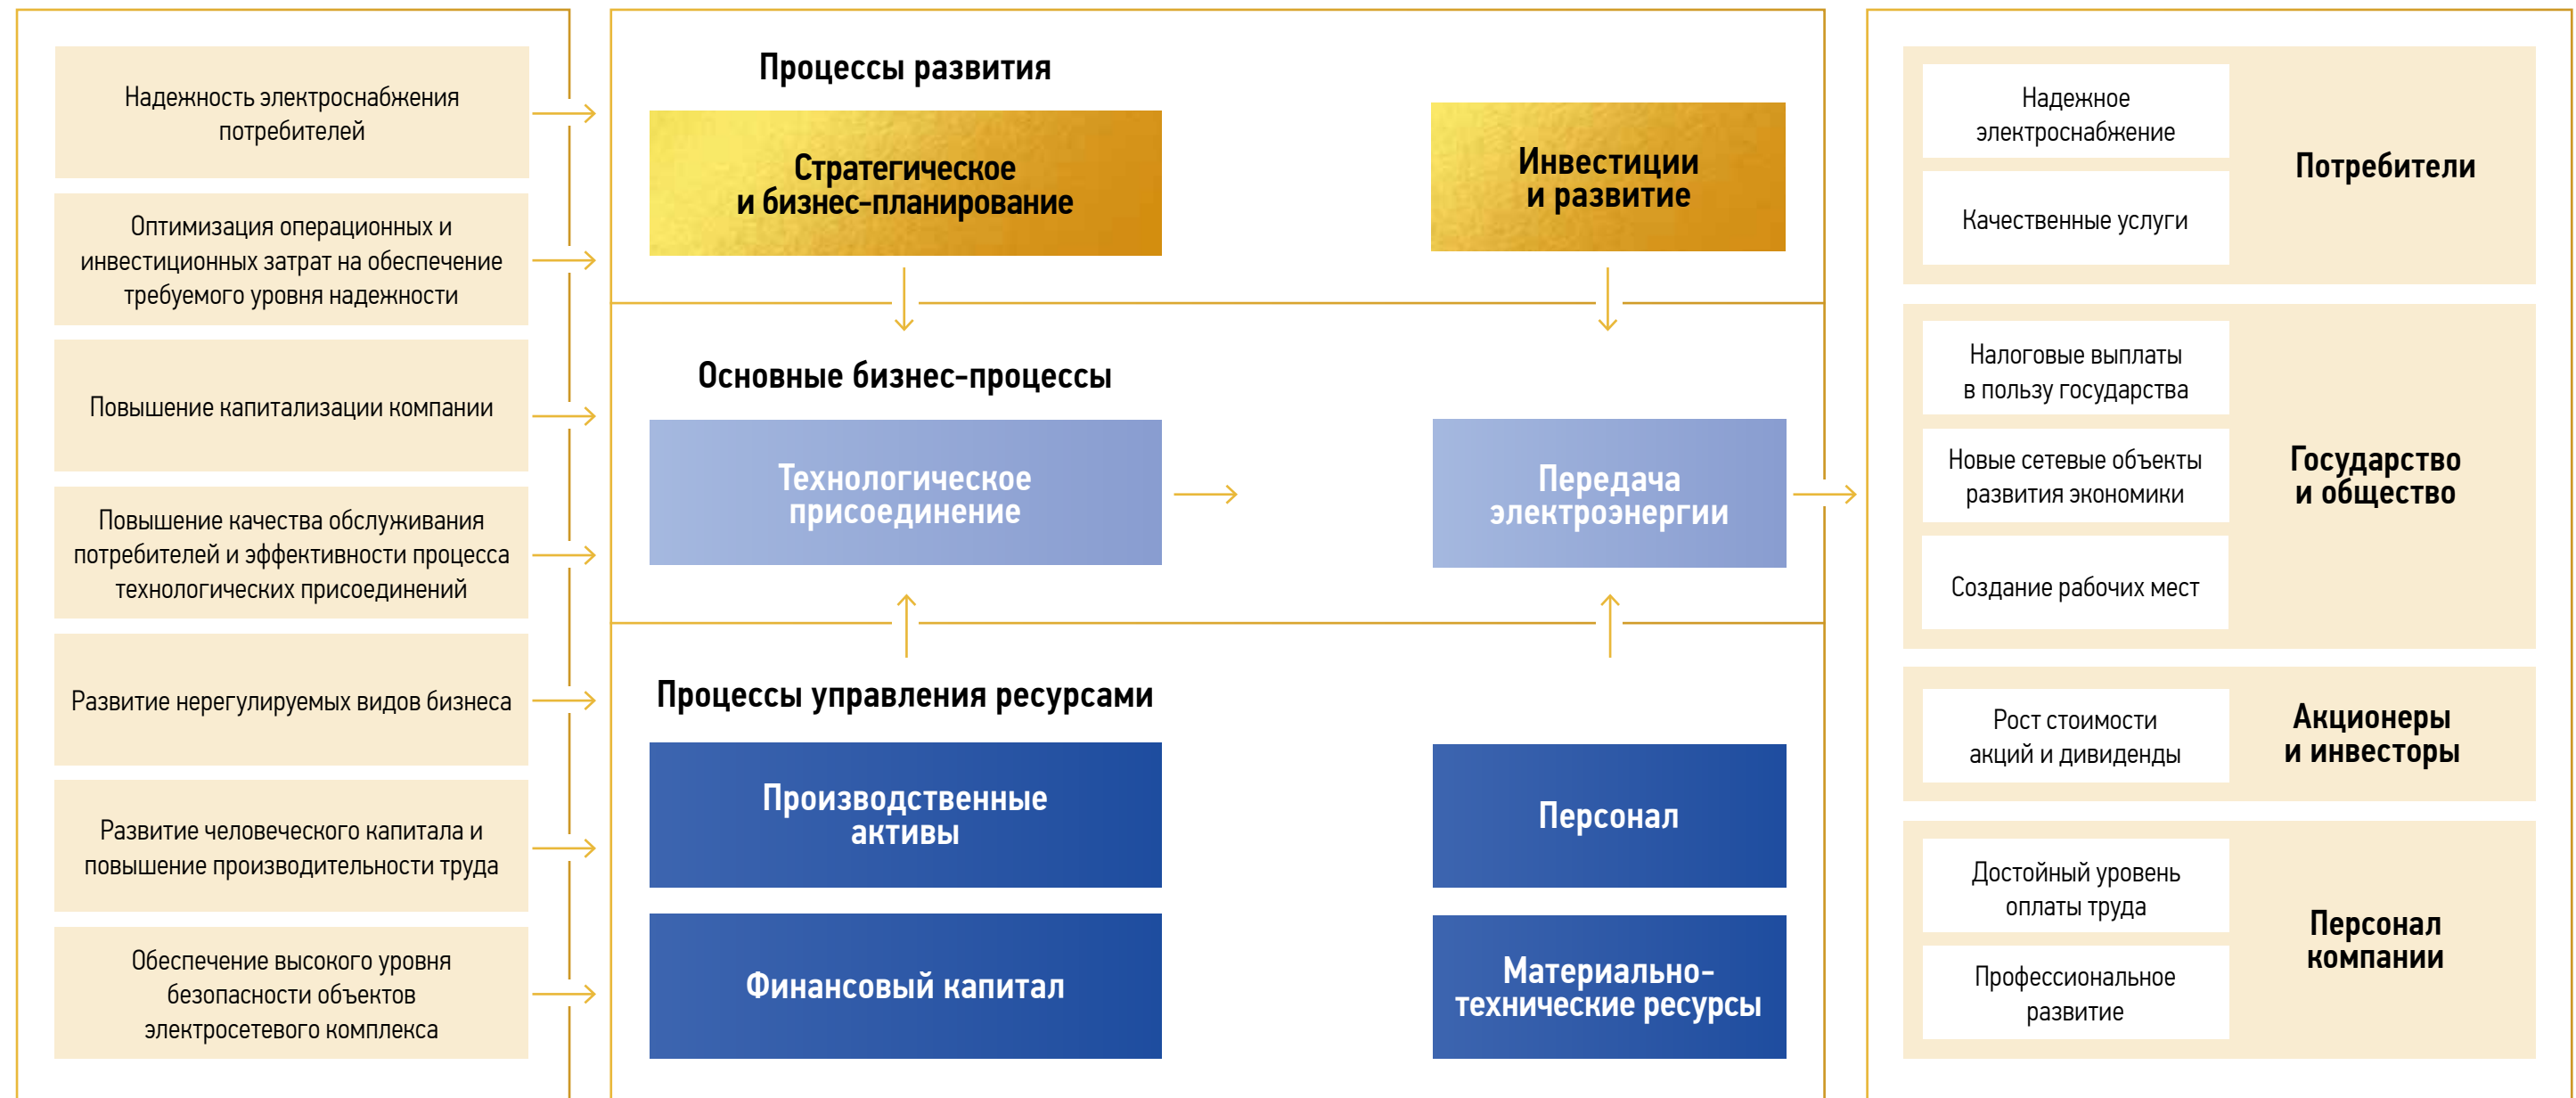 Надежность электроснабжения
потребителей
Оптимизация операционных и
инвестиционных затрат на обеспечение
требуемого уровня надежности
Повышение капитализации компании
Повышение качества обслуживания
потребителей и эффективности процесса
технологических присоединений
Развитие нерегулируемых видов бизнеса
Развитие человеческого капитала и
повышение производительности труда
Обеспечение высокого уровня
безопасности объектов
электросетевого комплекса
Процессы развития
Стратегическое
и бизнес-планирование
Инвестиции
и развитие
Основные бизнес-процессы
Технологическое
присоединение
Передача
электроэнергии
Процессы управления ресурсами
Производственные
активы
Персонал
Финансовый капитал
Материально-
технические ресурсы
Надежное
электроснабжение
Качественные услуги
Потребители
Налоговые выплаты
в пользу государства
Новые сетевые объекты
развития экономики
Создание рабочих мест
Государство
и общество
Рост стоимости
акций и дивиденды
Акционеры
и инвесторы
Достойный уровень
оплаты труда
Профессиональное
развитие
Персонал
компании